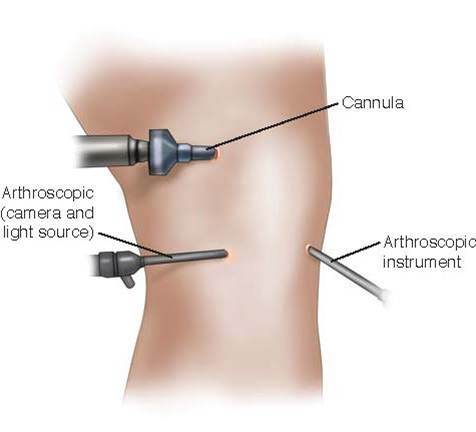 Cannula
Arthroscopic
(camera and
light source)
Arthroscopic
instrument